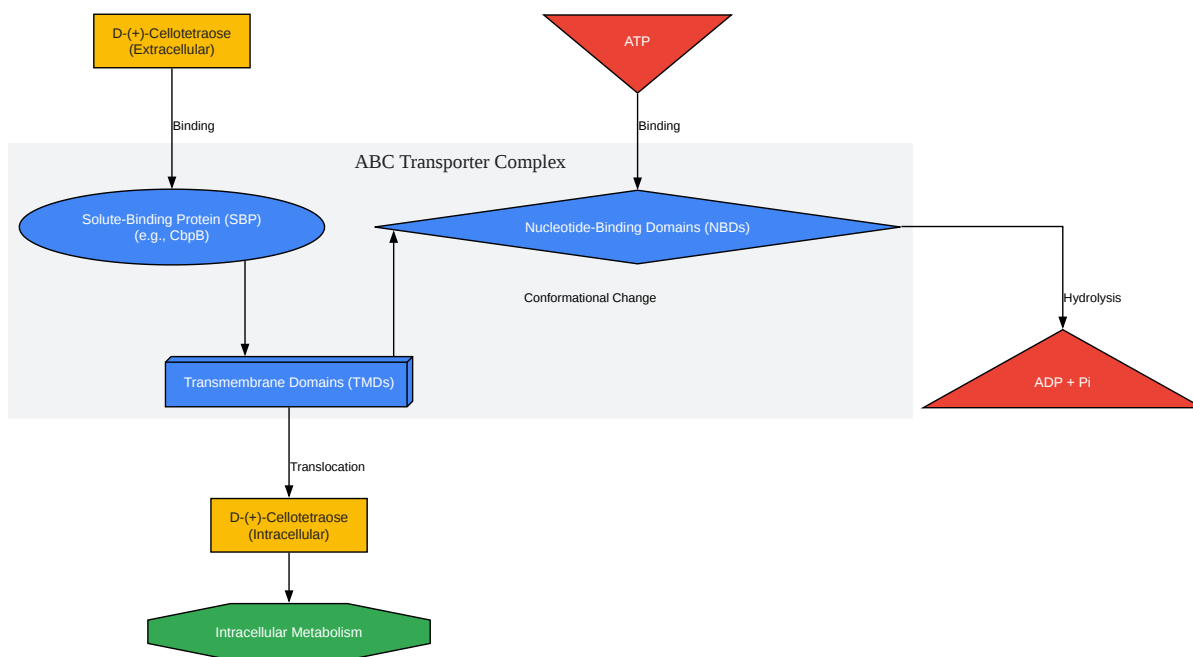 D-(+)-Cellotetraose
(Extracellular)
ATP
Binding
Binding
ABC Transporter Complex
Solute-Binding Protein (SBP)
(e.g., CbpB)
Nucleotide-Binding Domains (NBDs)
Conformational Change
Hydrolysis
Transmembrane Domains (TMDs)
ADP + Pi
Translocation
D-(+)-Cellotetraose
(Intracellular)
Intracellular Metabolism